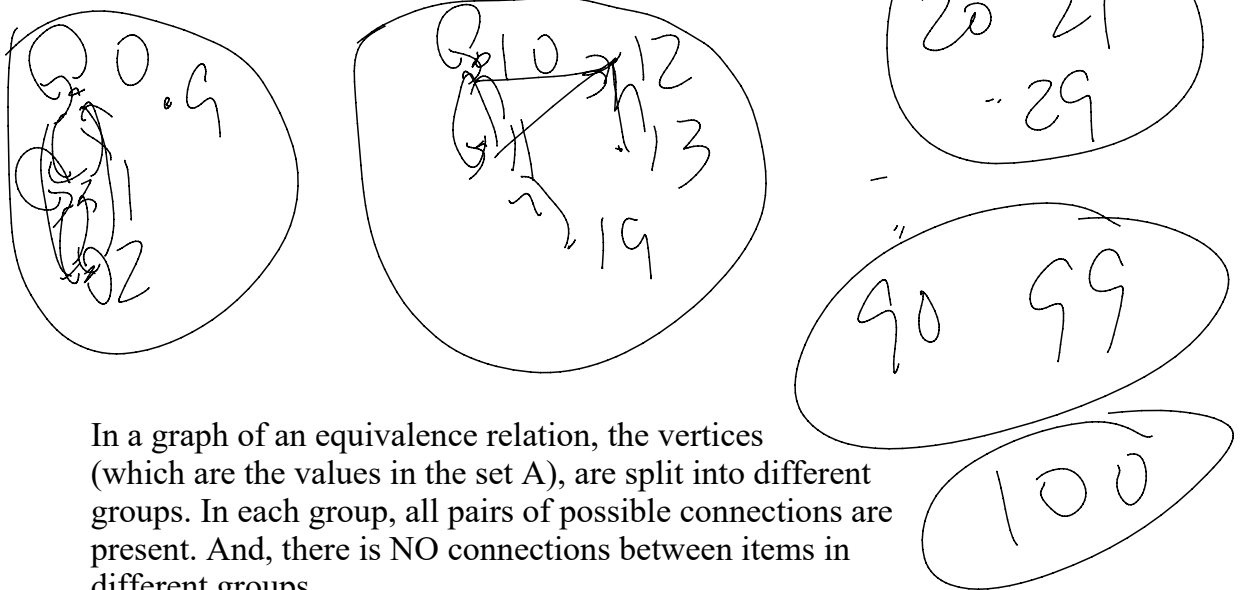 0
.9
1
2
10
12
11
13
19
20 21
.. 29
90 99
100
In a graph of an equivalence relation, the vertices
(which are the values in the set A), are split into different
groups. In each group, all pairs of possible connections are
present. And, there is NO connections between items in
different groups.